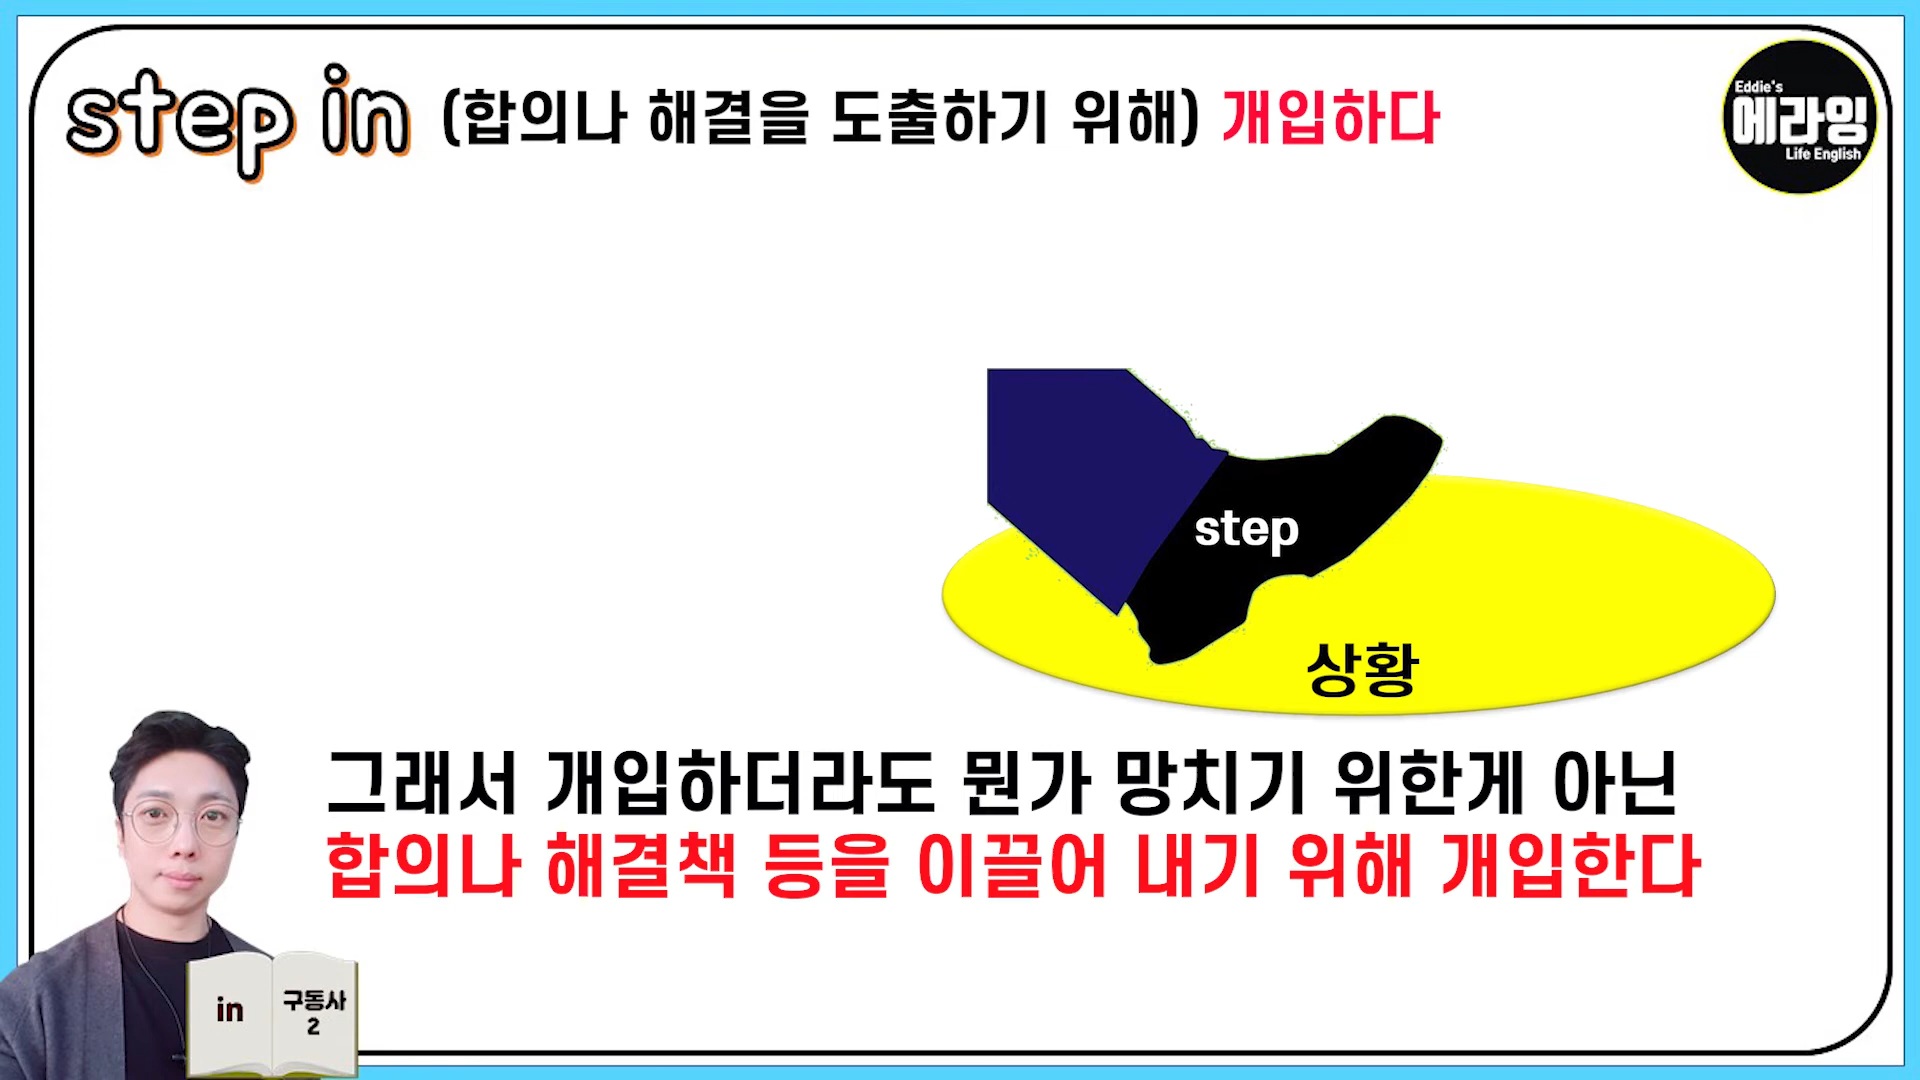 step in (합의나 해결을 도출하기 위해) 개입하다
Eddie's
에라잉
Life English
step
상황
그래서 개입하더라도 뭔가 망치기 위한게 아닌
합의나 해결책 등을 이끌어 내기 위해 개입한다
in
구동사
2